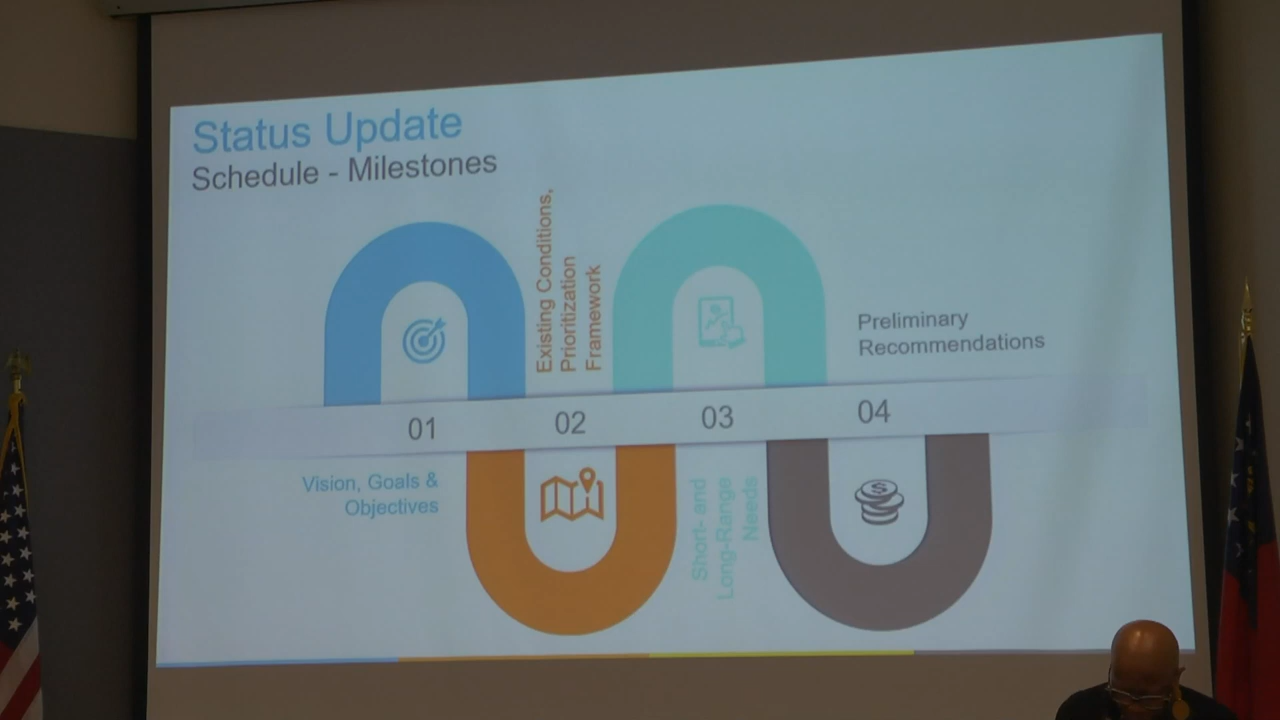 Status Update
Schedule - Milestones
Existing Conditions,
Prioritization
Framework
Preliminary
Recommendations
01
02
03
04
Vision, Goals &
Objectives
$
Short- and
Long-Range
Needs